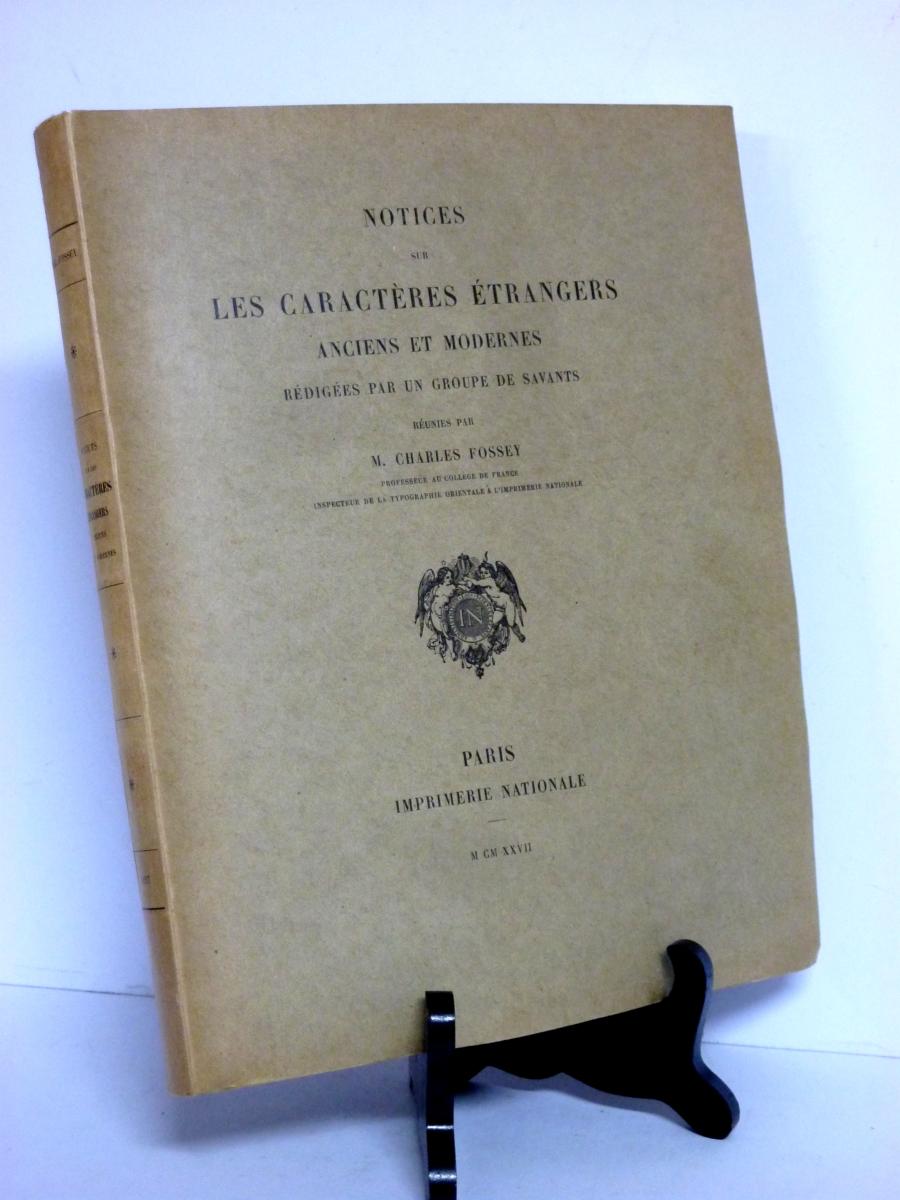 NOTICES
SUR
LES CARACTÈRES ÉTRANGERS
ANCIENS ET MODERNES
RÉDIGÉES PAR UN GROUPE DE SAVANTS
RÉUNIES PAR
M. CHARLES FOSSEY
PROFESSEUR AU COLLÈGE DE FRANCE
INSPECTEUR DE LA TYPOGRAPHIE ORIENTALE À L'IMPRIMERIE NATIONALE
IN
PARIS
IMPRIMERIE NATIONALE
M CM XXVII